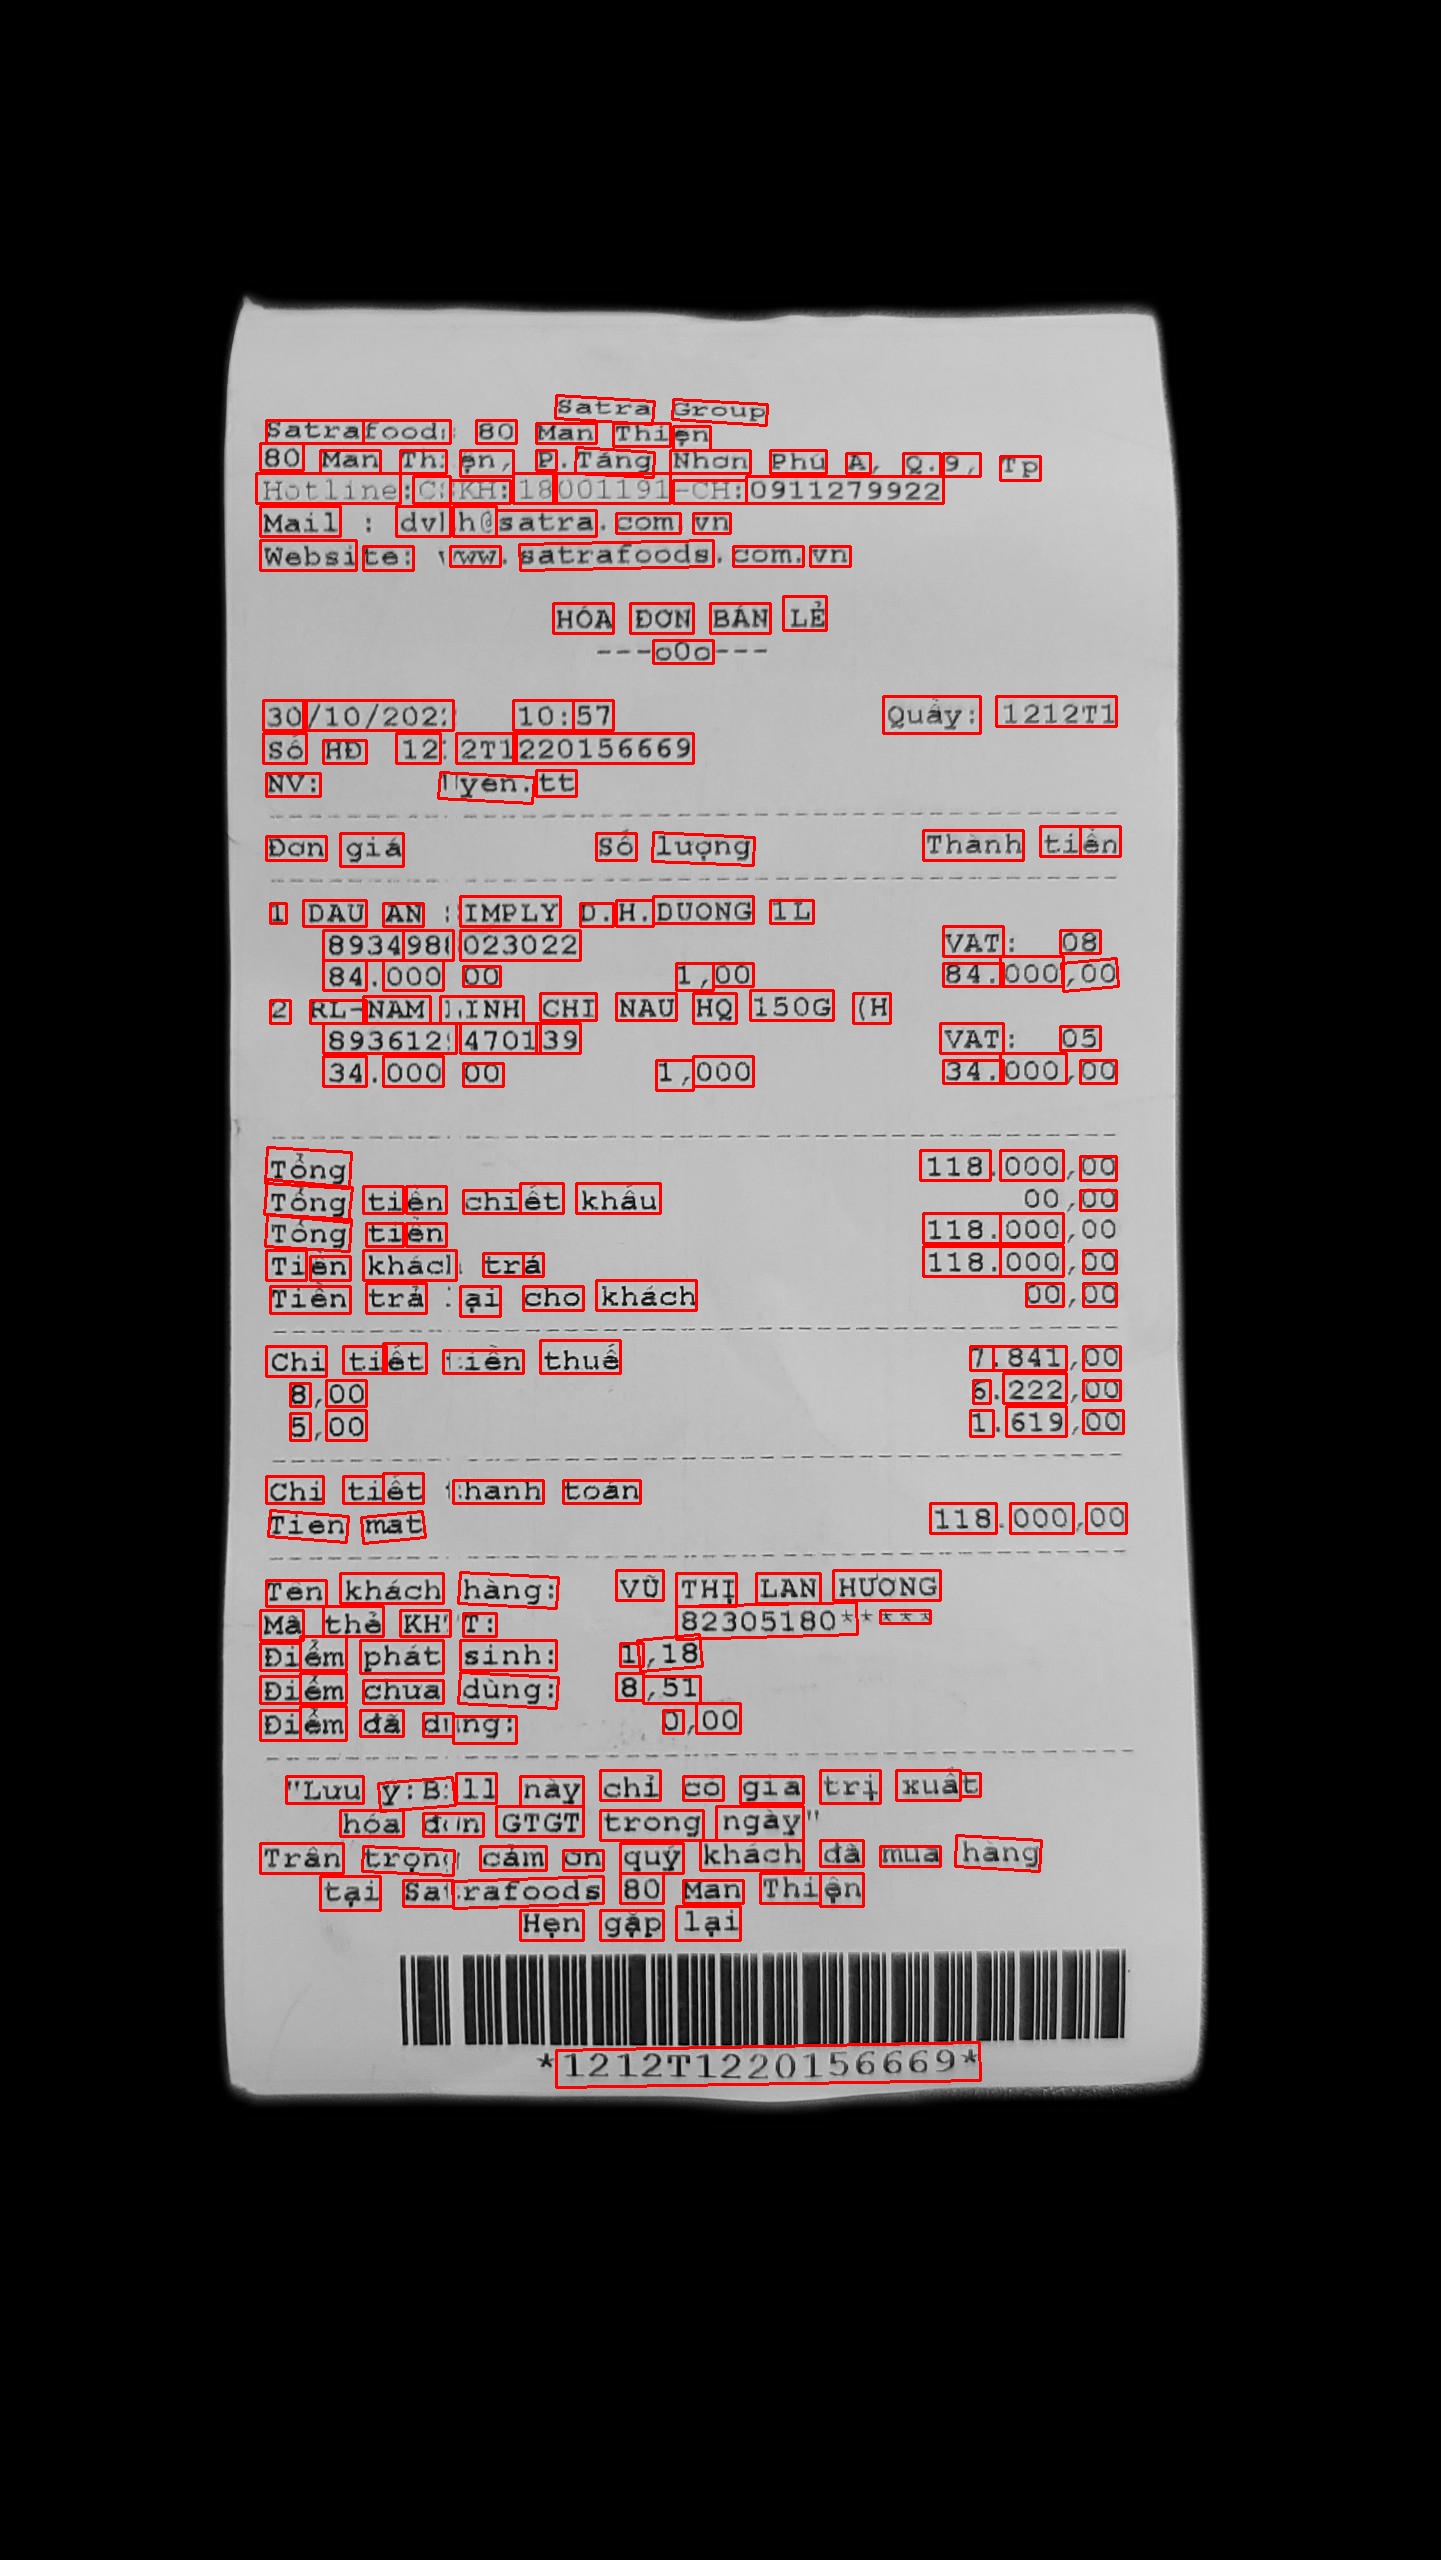 Satra Group
Satrafoods 80 Man Thiện
80 Man Thiện, P.Tăng Nhơn Phú A, Q.9, Tp
Hotline:CSKH:18001191-CH:0911279922
Mail : @satra.com.vn
Website: www.satrafoods.com.vn
HÓA ĐƠN BÁN LẺ
---o0o---
30/10/2022 10:57 Quầy: 1212T1
Số HĐ 1212T1220156669
NV: Uyen.tt
Đơn giá Số lượng Thành tiền
1 DAU AN SIMPLY D.H.DUONG 1L
VAT: 08
84.000 00 1,00 84.000,00
2 RL-NAM LINH CHI NAU HQ 150G (H
VAT: 05
34.000 00 1,000 34.000,00
Tổng 118.000,00
Tổng tiền chiết khấu 00,00
Tổng tiền 118.000,00
Tiền khách trả 118.000,00
Tiền trả lại cho khách 00,00
Chi tiết tiền thuế 7.841,00
8,00 6.222,00
5,00 1.619,00
Chi tiết thanh toán
Tien mat 118.000,00
Tên khách hàng: VŨ THỊ LAN HƯƠNG
Mã thẻ KHTT: 82305180******
Điểm phát sinh: 1,18
Điểm chưa dùng: 8,51
Điểm đã dùng: 0,00
"Lưu ý:Bill này chỉ có giá trị xuất
hóa đơn GTGT trong ngày"
Trân trọng cảm ơn quý khách đã mua hàng
tại Satrafoods 80 Man Thiện
Hẹn gặp lại
*1212T1220156669*